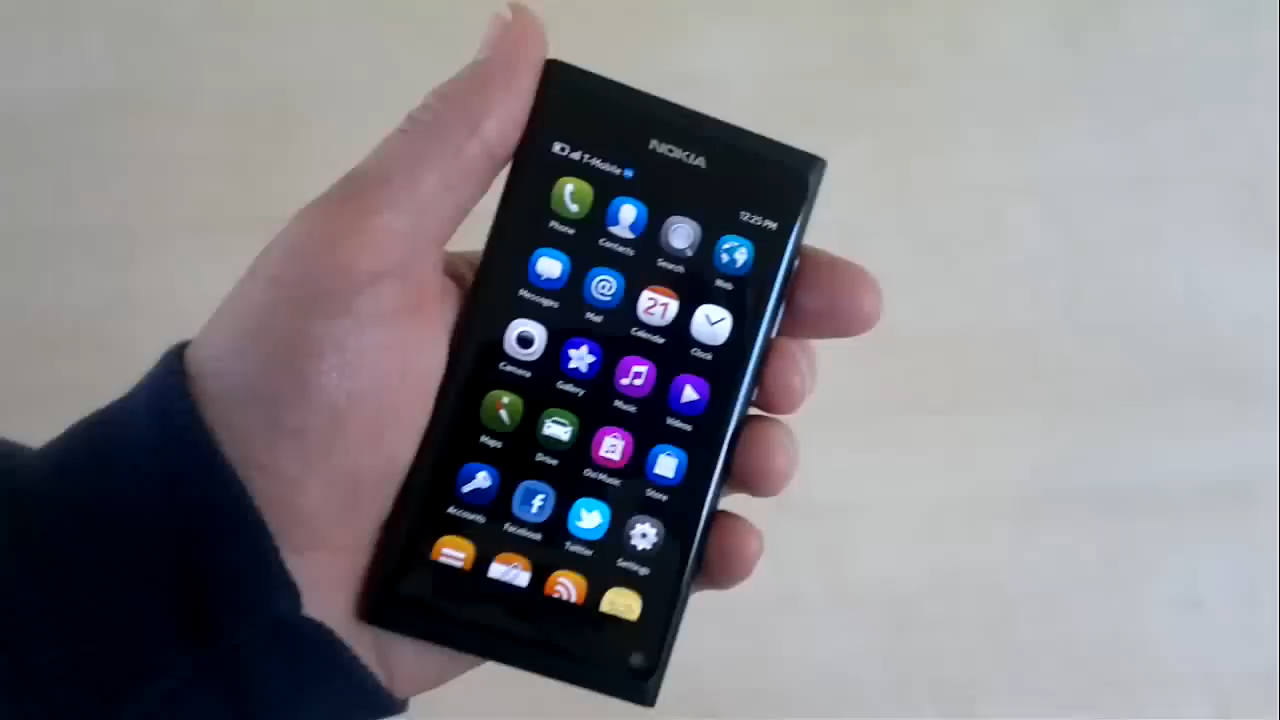 NOKIA
T-Mobile
12:25 PM
Phone Contacts Search Web
21
Messages Mail Calendar Clock
Camera Gallery Music Videos
Maps Drive Ovi Music Store
Accounts Facebook Twitter Settings